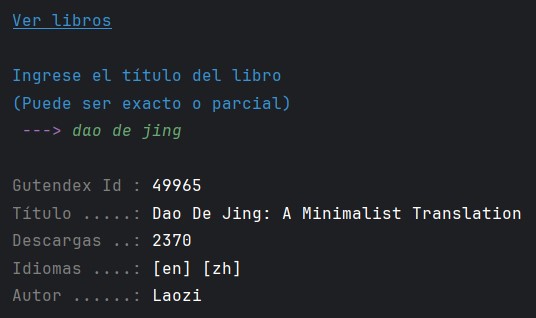 Ver libros
Ingrese el título del libro
(Puede ser exacto o parcial)
---> dao de jing
Gutendex Id : 49965
Título .....: Dao De Jing: A Minimalist Translation
Descargas ..: 2370
Idiomas ....: [en] [zh]
Autor ......: Laozi